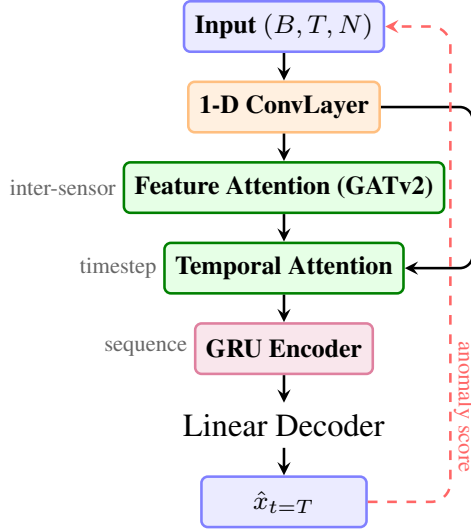 Input (B, T, N)
1-D ConvLayer
inter-sensor
Feature Attention (GATv2)
timestep
Temporal Attention
sequence
GRU Encoder
anomaly score
Linear Decoder
x̂_{t=T}